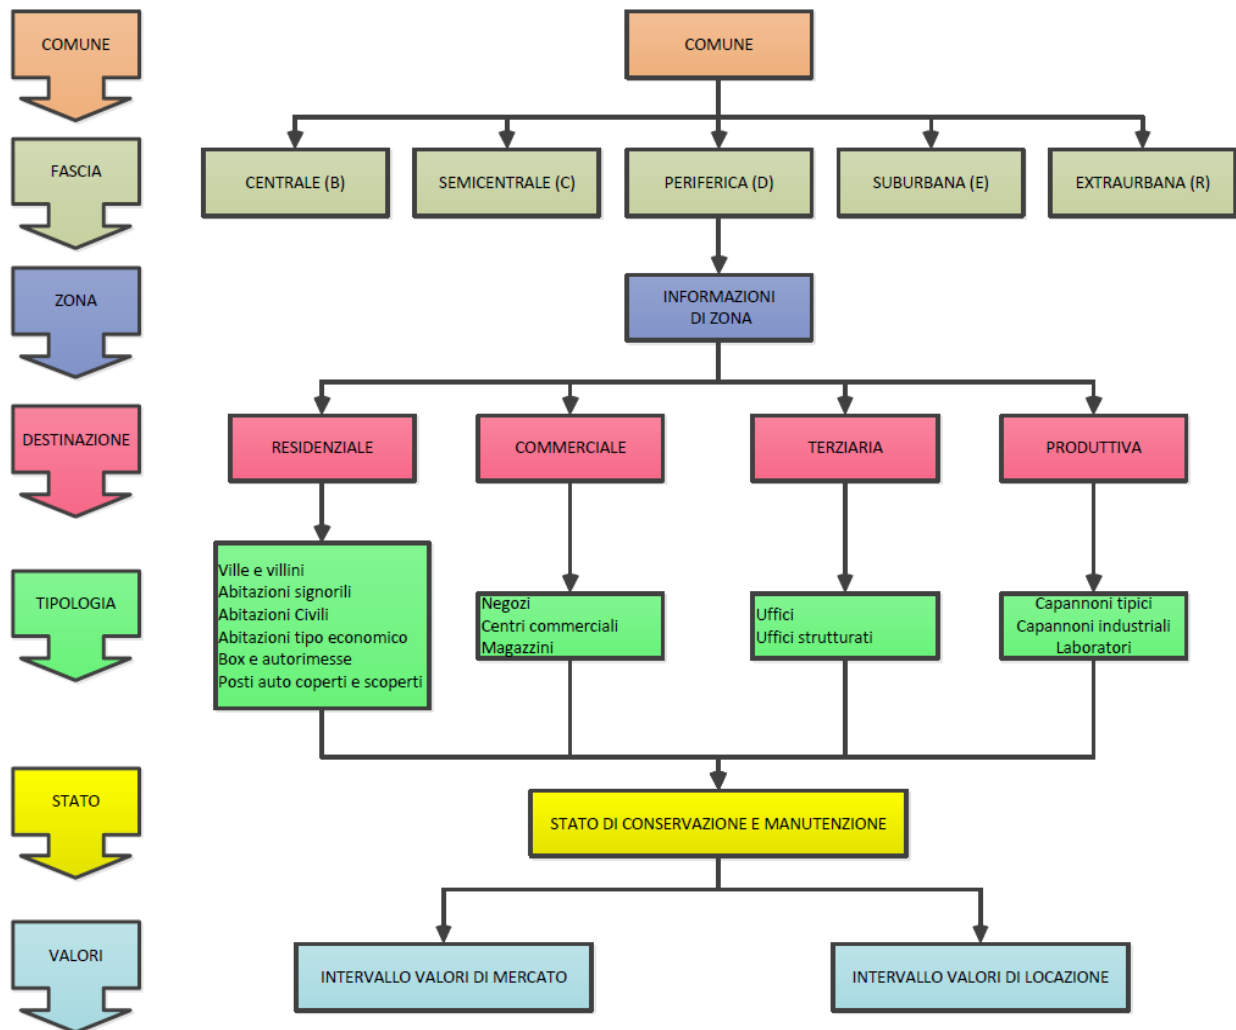 COMUNE
COMUNE
FASCIA
CENTRALE (B)
SEMICENTRALE (C)
PERIFERICA (D)
SUBURBANA (E)
EXTRAURBANA (R)
ZONA
INFORMAZIONI
DI ZONA
DESTINAZIONE
RESIDENZIALE
COMMERCIALE
TERZIARIA
PRODUTTIVA
TIPOLOGIA
Ville e villini
Abitazioni signorili
Abitazioni Civili
Abitazioni tipo economico
Box e autorimesse
Posti auto coperti e scoperti
Negozi
Centri commerciali
Magazzini
Uffici
Uffici strutturati
Capannoni tipici
Capannoni industriali
Laboratori
STATO
STATO DI CONSERVAZIONE E MANUTENZIONE
VALORI
INTERVALLO VALORI DI MERCATO
INTERVALLO VALORI DI LOCAZIONE